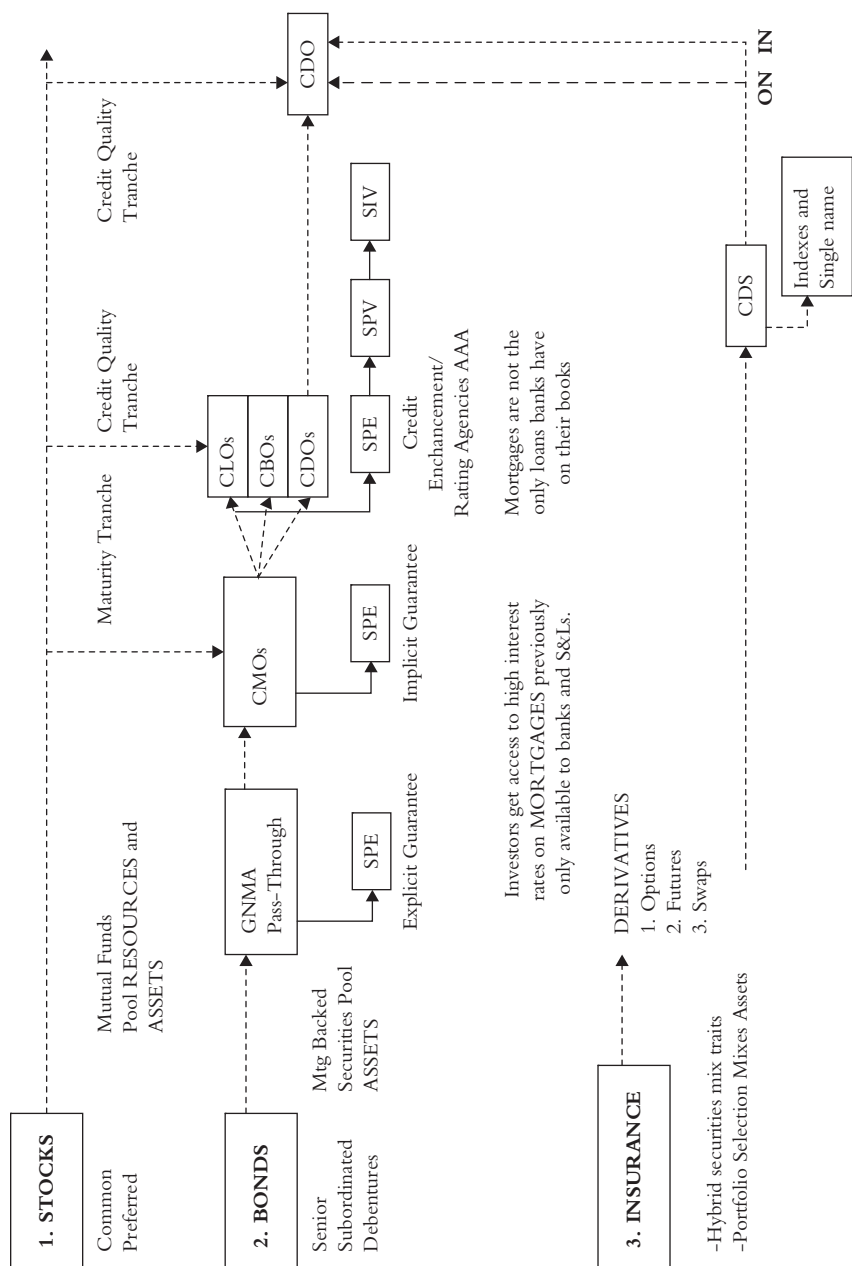 1. STOCKS
Common
Preferred
Mutual Funds
Pool RESOURCES and
ASSETS
Maturity Tranche
Credit Quality
Tranche
Credit Quality
Tranche
2. BONDS
Senior
Subordinated
Debentures
Mtg Backed
Securities Pool
ASSETS
GNMA
Pass-Through
SPE
Explicit Guarantee
CMOs
SPE
Implicit Guarantee
CLOs
CBOs
CDOs
SPE
SPV
SIV
Credit
Enchancement/
Rating Agencies AAA
CDO
Investors get access to high interest
rates on MORTGAGES previously
only available to banks and S&Ls.
Mortgages are not the
only loans banks have
on their books
3. INSURANCE
-Hybrid securities mix traits
-Portfolio Selection Mixes Assets
DERIVATIVES
1. Options
2. Futures
3. Swaps
CDS
Indexes and
Single name
ON IN